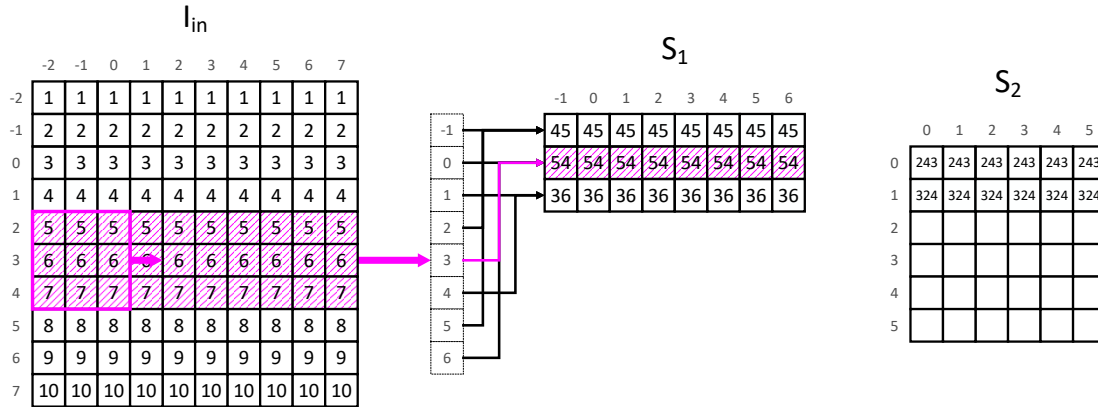 I_in
-2 -1 0 1 2 3 4 5 6 7
-2 1 1 1 1 1 1 1 1 1 1
-1 2 2 2 2 2 2 2 2 2 2
0 3 3 3 3 3 3 3 3 3 3
1 4 4 4 4 4 4 4 4 4 4
2 5 5 5 5 5 5 5 5 5 5
3 6 6 6 6 6 6 6 6 6 6
4 7 7 7 7 7 7 7 7 7 7
5 8 8 8 8 8 8 8 8 8 8
6 9 9 9 9 9 9 9 9 9 9
7 10 10 10 10 10 10 10 10 10 10
-1
0
1
2
3
4
5
6
S_1
-1 0 1 2 3 4 5 6
45 45 45 45 45 45 45 45
54 54 54 54 54 54 54 54
36 36 36 36 36 36 36 36
S_2
0 1 2 3 4 5
0 243 243 243 243 243 243
1 324 324 324 324 324 324
2
3
4
5